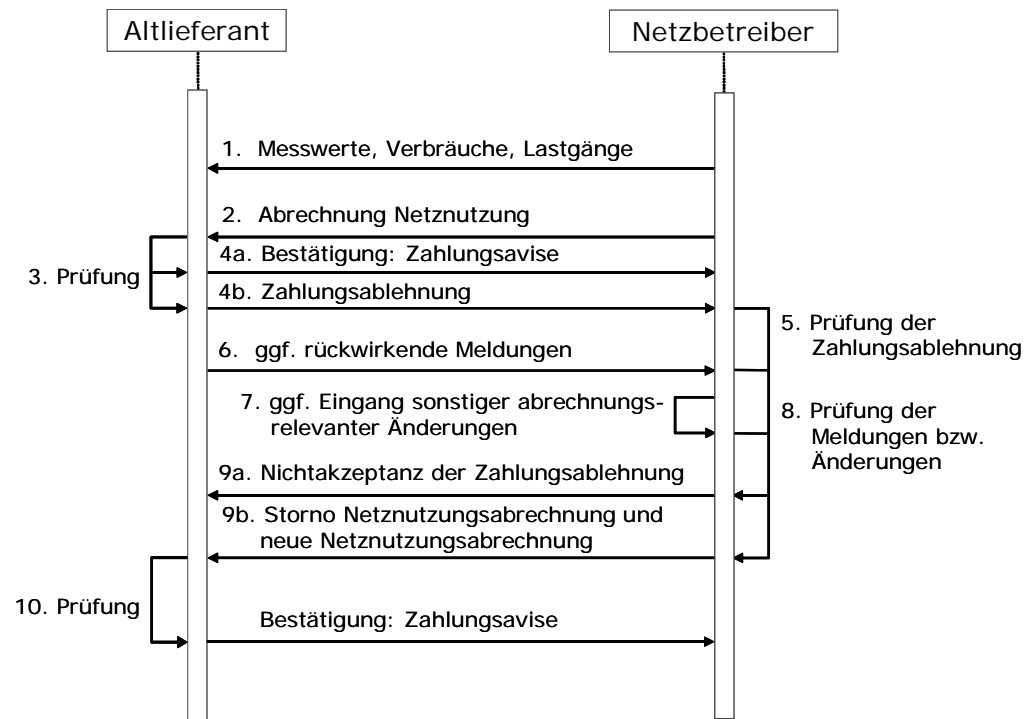 Altlieferant
Netzbetreiber
1. Messwerte, Verbräuche, Lastgänge
2. Abrechnung Netznutzung
3. Prüfung
4a. Bestätigung: Zahlungsavise
4b. Zahlungsablehnung
5. Prüfung der
Zahlungsablehnung
6. ggf. rückwirkende Meldungen
7. ggf. Eingang sonstiger abrechnungs-
relevanter Änderungen
8. Prüfung der
Meldungen bzw.
Änderungen
9a. Nichtakzeptanz der Zahlungsablehnung
9b. Storno Netznutzungsabrechnung und
neue Netznutzungsabrechnung
10. Prüfung
Bestätigung: Zahlungsavise